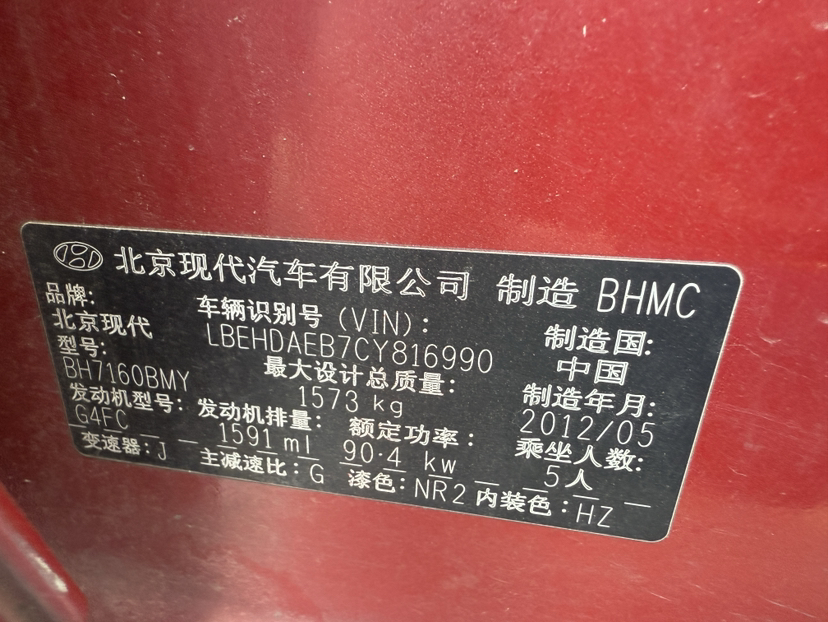 北京现代汽车有限公司 制造 BHMC
品牌: 车辆识别号(VIN): 制造国:
北京现代 LBEHDAEB7CY816990 中国
型号: 最大设计总质量: 制造年月:
BH7160BMY 1573 kg 2012/05
发动机型号: 发动机排量: 额定功率: 乘坐人数:
G4FC 1591 ml 90.4 kw 5人
变速器: J 主减速比: G 漆色: NR2 内装色: HZ